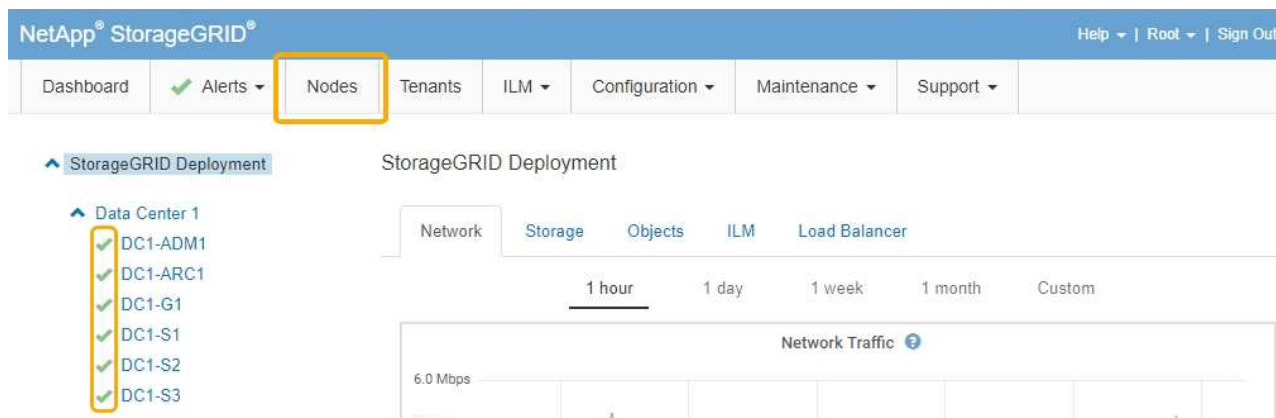 NetApp® StorageGRID®
Help | Root | Sign Out
Dashboard Alerts Nodes Tenants ILM Configuration Maintenance Support
StorageGRID Deployment
Data Center 1
DC1-ADM1
DC1-ARC1
DC1-G1
DC1-S1
DC1-S2
DC1-S3
StorageGRID Deployment
Network Storage Objects ILM Load Balancer
1 hour 1 day 1 week 1 month Custom
Network Traffic ?
6.0 Mbps